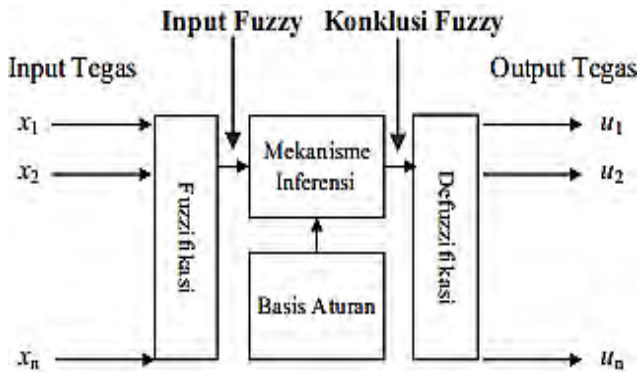 Input Fuzzy
Konklusi Fuzzy
Input Tegas
Output Tegas
x1
x2
xn
Fuzzifikasi
Mekanisme
Inferensi
Basis Aturan
Defuzzifikasi
u1
u2
un